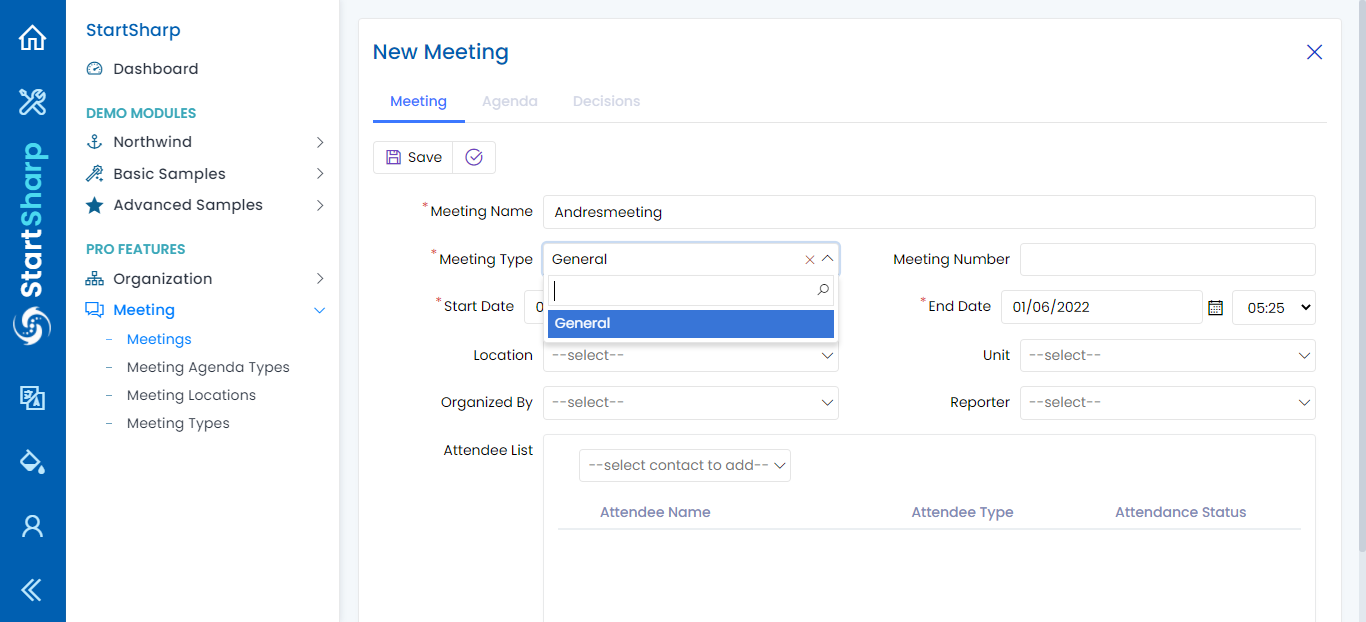 StartSharp
StartSharp
Dashboard
DEMO MODULES
Northwind
Basic Samples
Advanced Samples
PRO FEATURES
Organization
Meeting
Meetings
Meeting Agenda Types
Meeting Locations
Meeting Types
New Meeting
Meeting Agenda Decisions
Save
*Meeting Name Andresmeeting
*Meeting Type General Meeting Number
General
*Start Date 0 *End Date 01/06/2022 05:25
Location --select-- Unit --select--
Organized By --select-- Reporter --select--
Attendee List
--select contact to add--
Attendee Name Attendee Type Attendance Status